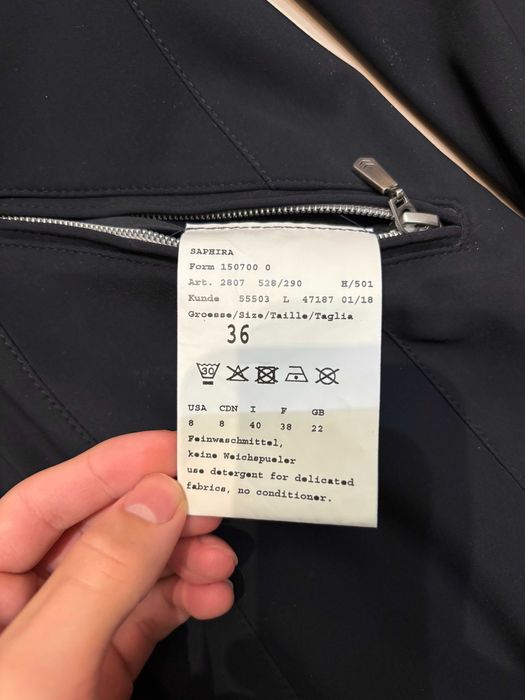 SAPHIRA
Form 150700 0
Art. 2807 528/290 H/501
Kunde 55503 L 47187 01/18
Groesse/Size/Taille/Taglia
36
30
USA CDN I F GB
8 8 40 38 22
Feinwaschmittel,
keine Weichspueler
use detergent for delicated
fabrics, no conditioner.